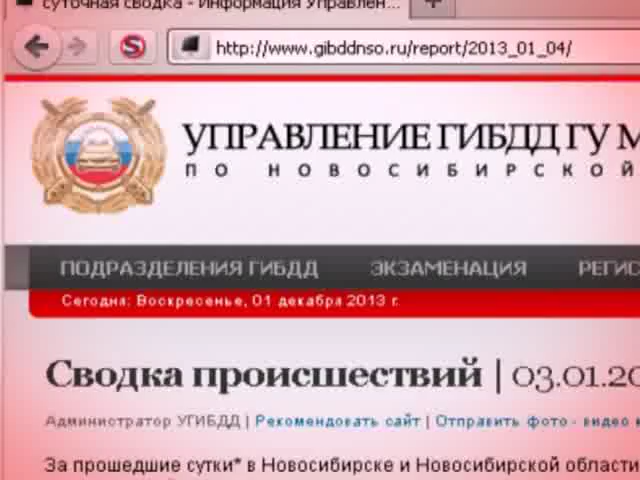 суточная сводка - Информация Управлен...
http://www.gibddnso.ru/report/2013_01_04/
УПРАВЛЕНИЕ ГИБДД ГУ М
ПО НОВОСИБИРСКОЙ
ПОДРАЗДЕЛЕНИЯ ГИБДД ЭКЗАМЕНАЦИЯ РЕГИС
Сегодня: Воскресенье, 01 декабря 2013 г.
Сводка происшествий | 03.01.20
Администратор УГИБДД | Рекомендовать сайт | Отправить фото - видео
За прошедшие сутки* в Новосибирске и Новосибирской области